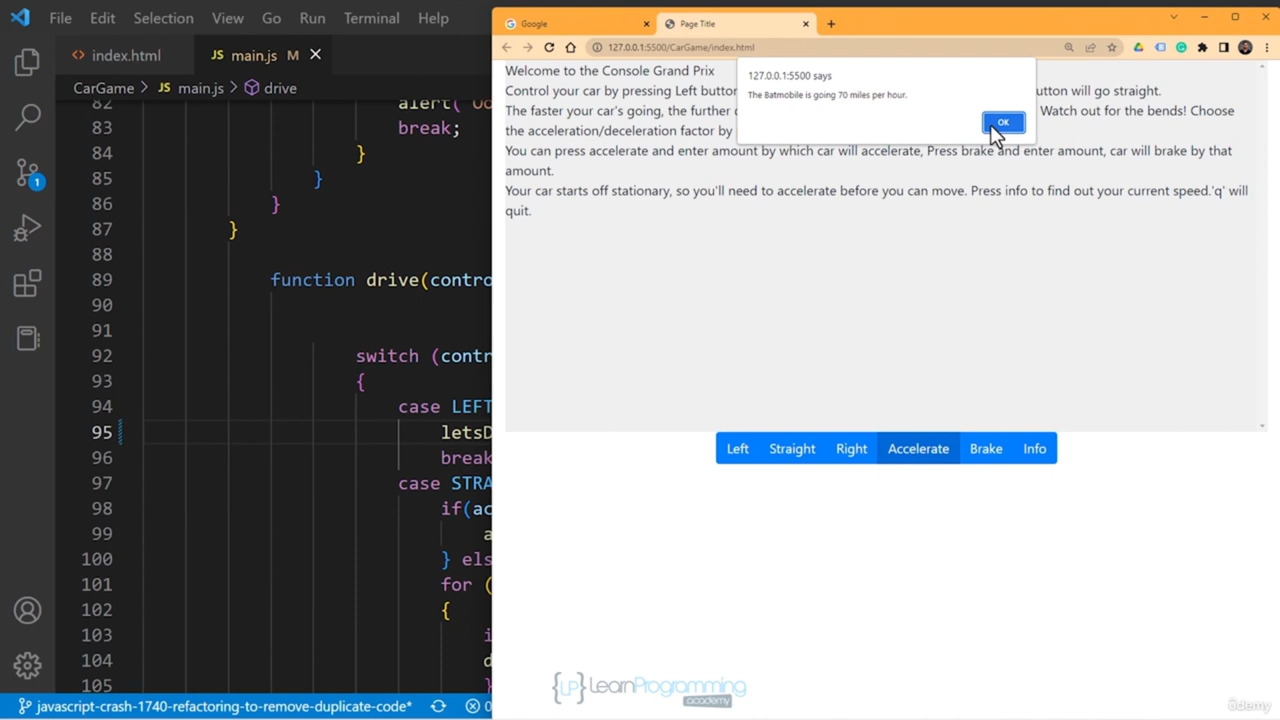 File Edit Selection View Go Run Terminal Help
index.html JS main.js M
CarGame JS main.js drive
82 alert('
83 break;
84 }
85 }
86 }
87 }
88
89 function drive(contro
90
91
92 switch (contr
93 {
94 case LEFT
95 letsD
96 break
97 case STRA
98 if(ac
99 a
100 } els
101 for (
102 {
103 i
104 d
105 }
1
javascript-crash-1740-refactoring-to-remove-duplicate-code* 0
Google
Page Title
127.0.0.1:5500/CarGame/index.html
127.0.0.1:5500 says
The Batmobile is going 70 miles per hour.
OK
Welcome to the Console Grand Prix
Control your car by pressing Left button utton will go straight.
The faster your car's going, the further Watch out for the bends! Choose
the acceleration/deceleration factor by
You can press accelerate and enter amount by which car will accelerate, Press brake and enter amount, car will brake by that
amount.
Your car starts off stationary, so you'll need to accelerate before you can move. Press info to find out your current speed.'q' will
quit.
Left Straight Right Accelerate Brake Info
{LP} LearnProgramming
academy
ûdemy